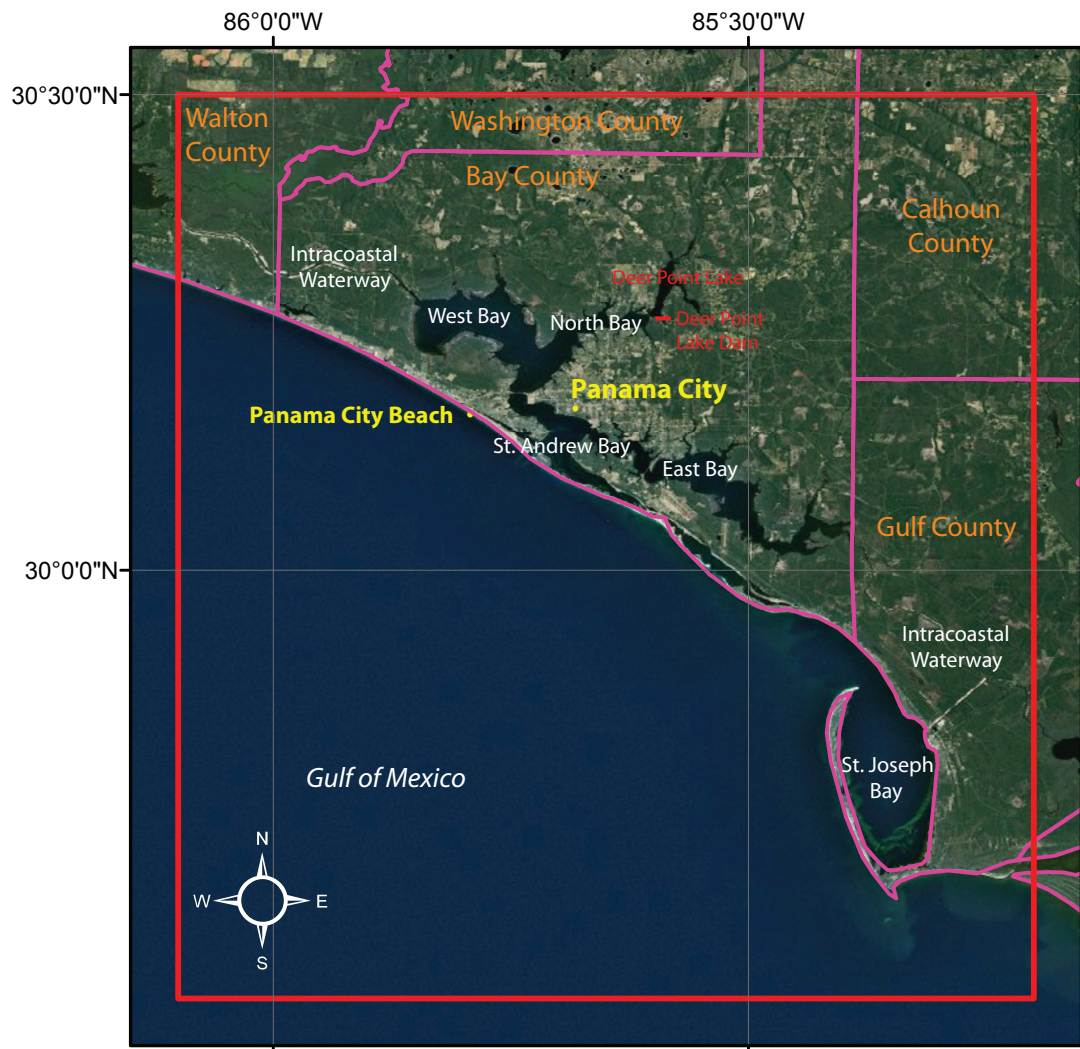 86°0'0"W
85°30'0"W
30°30'0"N
Walton
County
Washington County
Bay County
Calhoun
County
Intracoastal
Waterway
Deer Point Lake
West Bay
North Bay
Deer Point
Lake Dam
Panama City
Panama City Beach
St. Andrew Bay
East Bay
Gulf County
30°0'0"N
Intracoastal
Waterway
St. Joseph
Bay
Gulf of Mexico
N
W
E
S